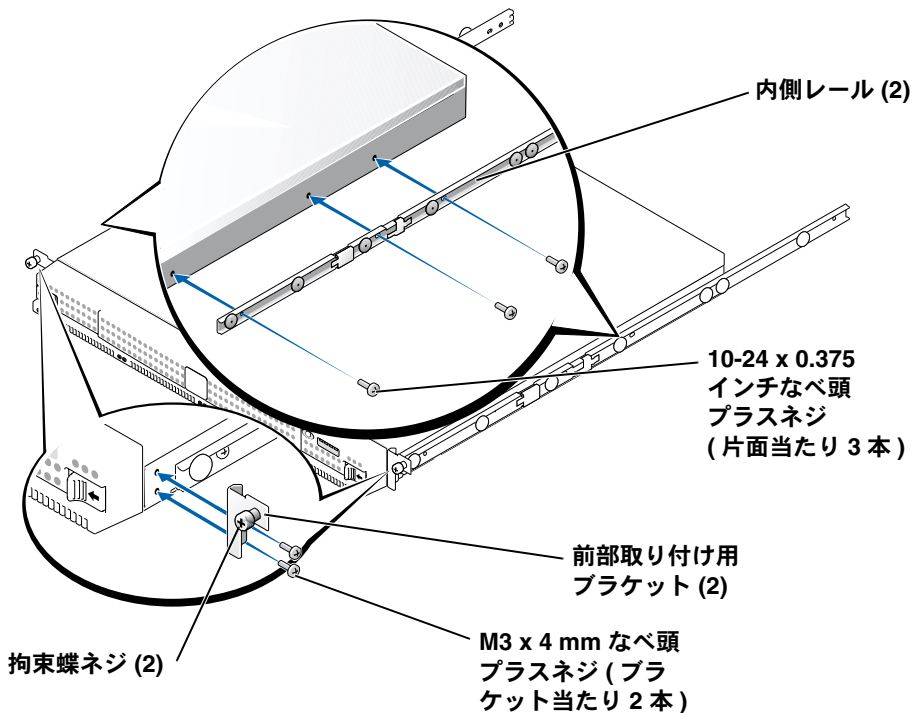 内側レール (2)
10-24 x 0.375
インチなべ頭
プラスネジ
( 片面当たり 3 本 )
前部取り付け用
ブラケット (2)
拘束蝶ネジ (2)
M3 x 4 mm なべ頭
プラスネジ ( ブラ
ケット当たり 2 本 )